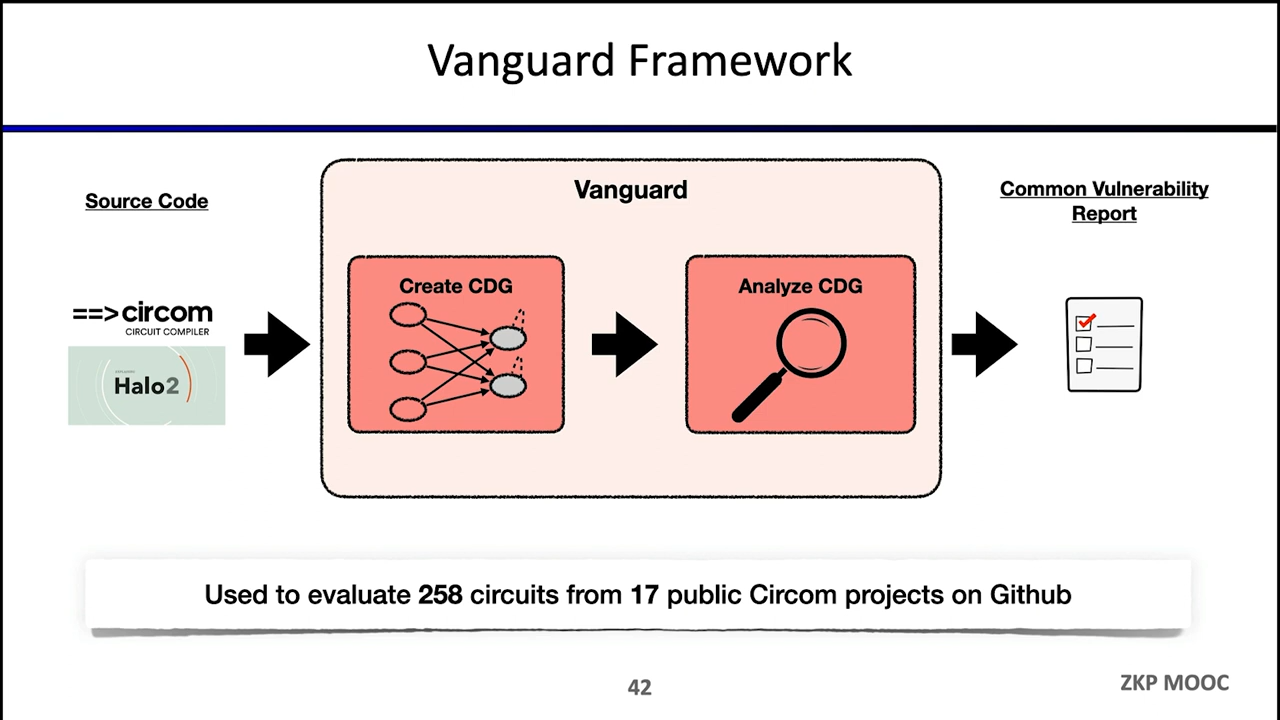 Vanguard Framework
Source Code
==>circom
CIRCUIT COMPILER
Halo2
Vanguard
Create CDG
Analyze CDG
Common Vulnerability
Report
Used to evaluate 258 circuits from 17 public Circom projects on Github
42
ZKP MOOC